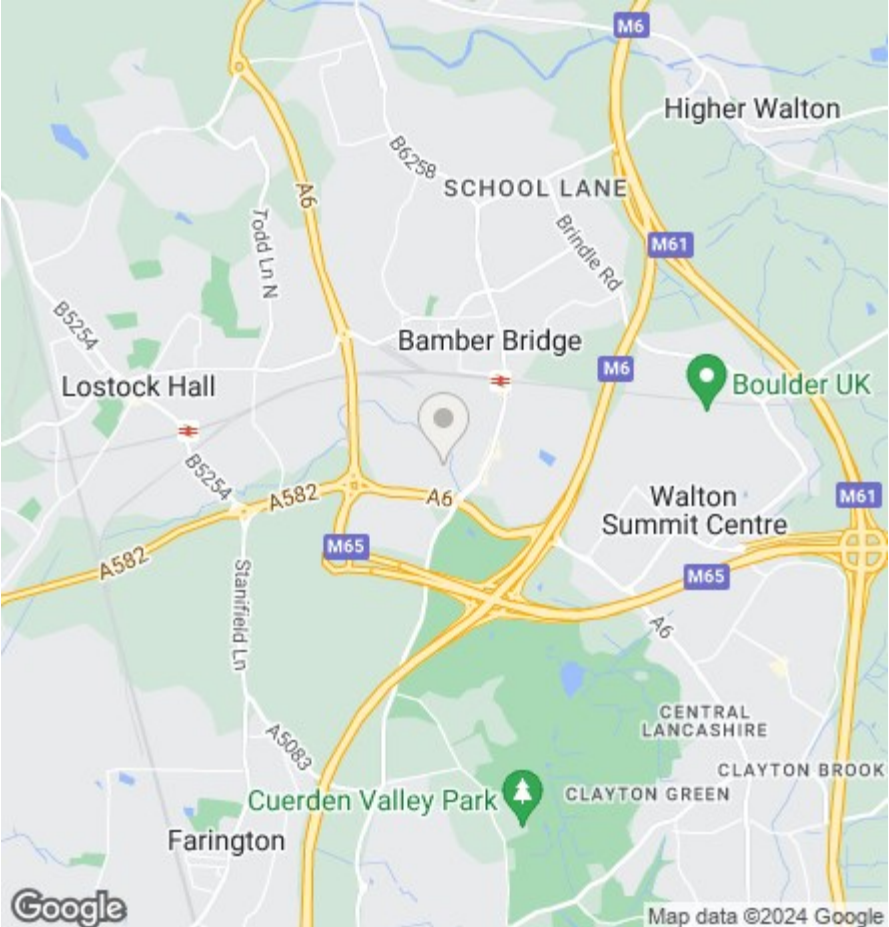 M6
Higher Walton
B6258
SCHOOL LANE
A6
Todd Ln N
Brindle Rd
M61
B5254
Bamber Bridge
M6
Boulder UK
Lostock Hall
B5254
A582
A6
Walton
Summit Centre
M61
M65
A582
M65
Stanifield Ln
A6
CENTRAL
LANCASHIRE
A5083
CLAYTON BROOK
Cuerden Valley Park
CLAYTON GREEN
Farington
Google
Map data ©2024 Google